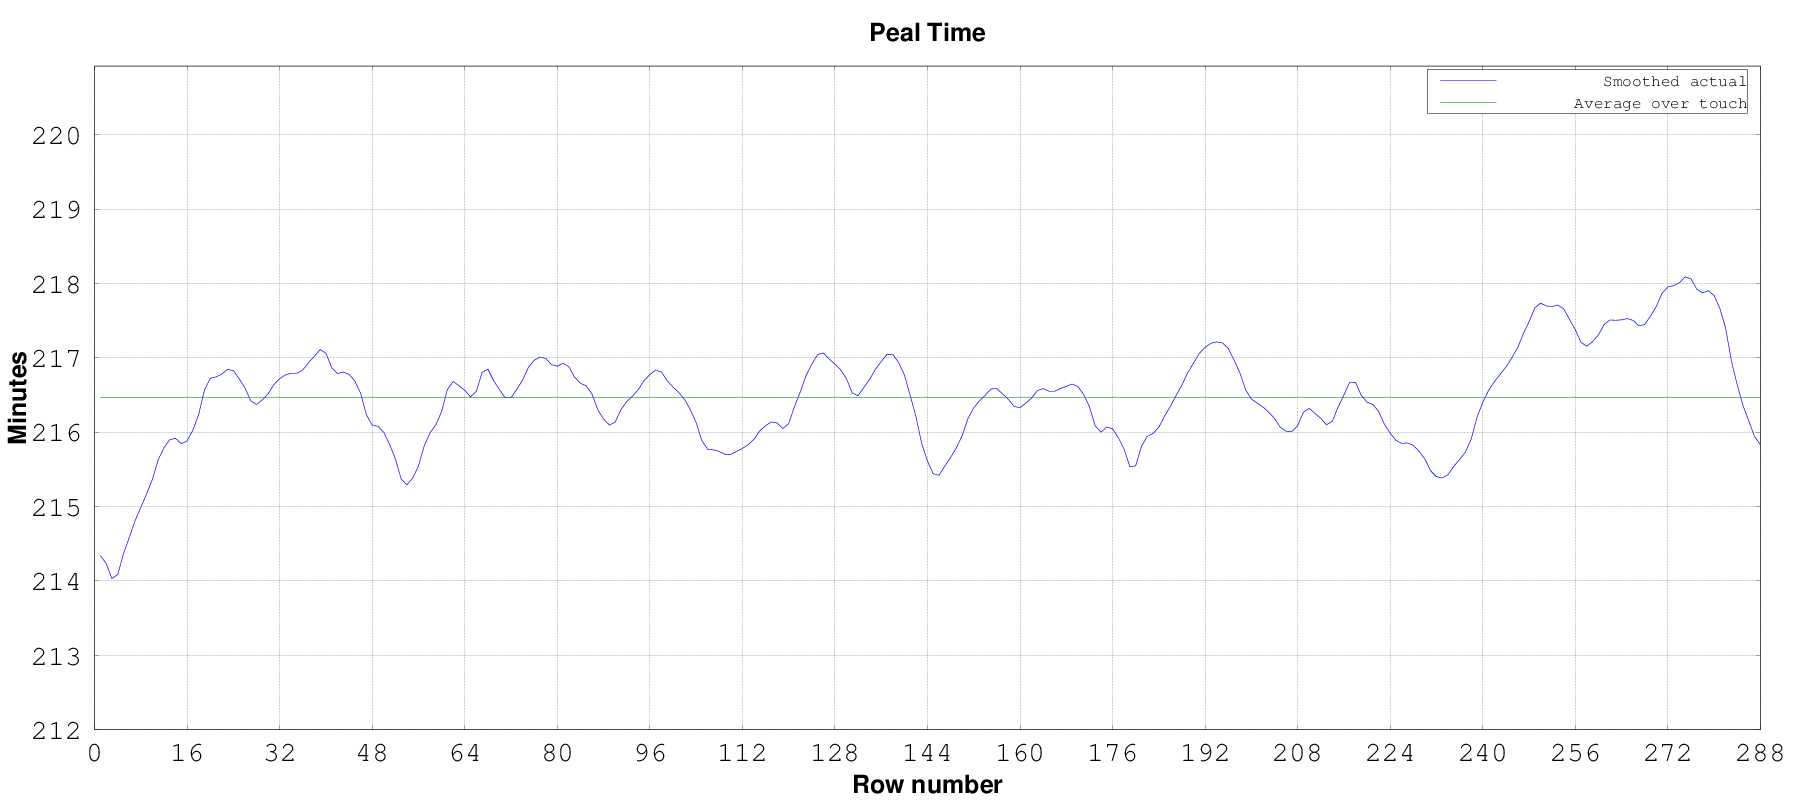 Peal Time
Smoothed actual
Average over touch
220
219
218
217
216
215
214
213
212
Minutes
0 16 32 48 64 80 96 112 128 144 160 176 192 208 224 240 256 272 288
Row number